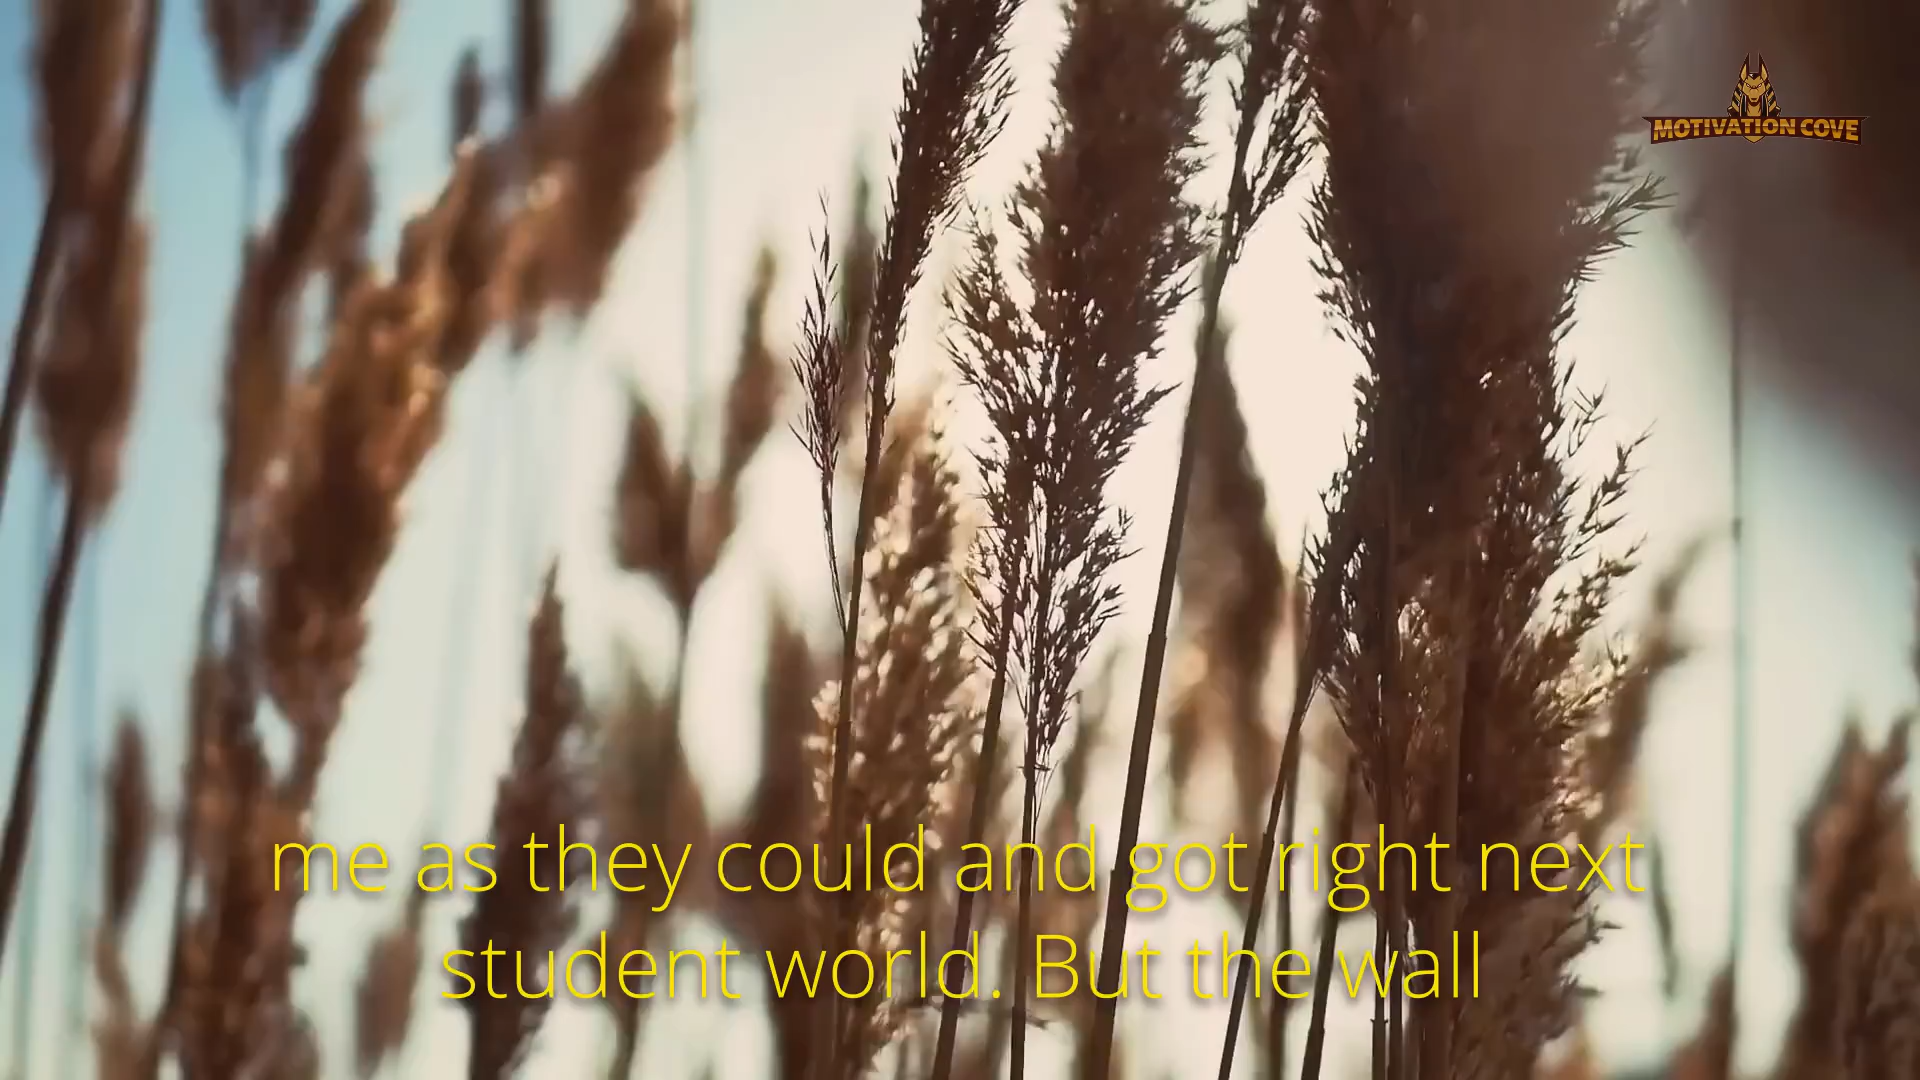 MOTIVATION COVE
me as they could and got right next
student world. But the wall